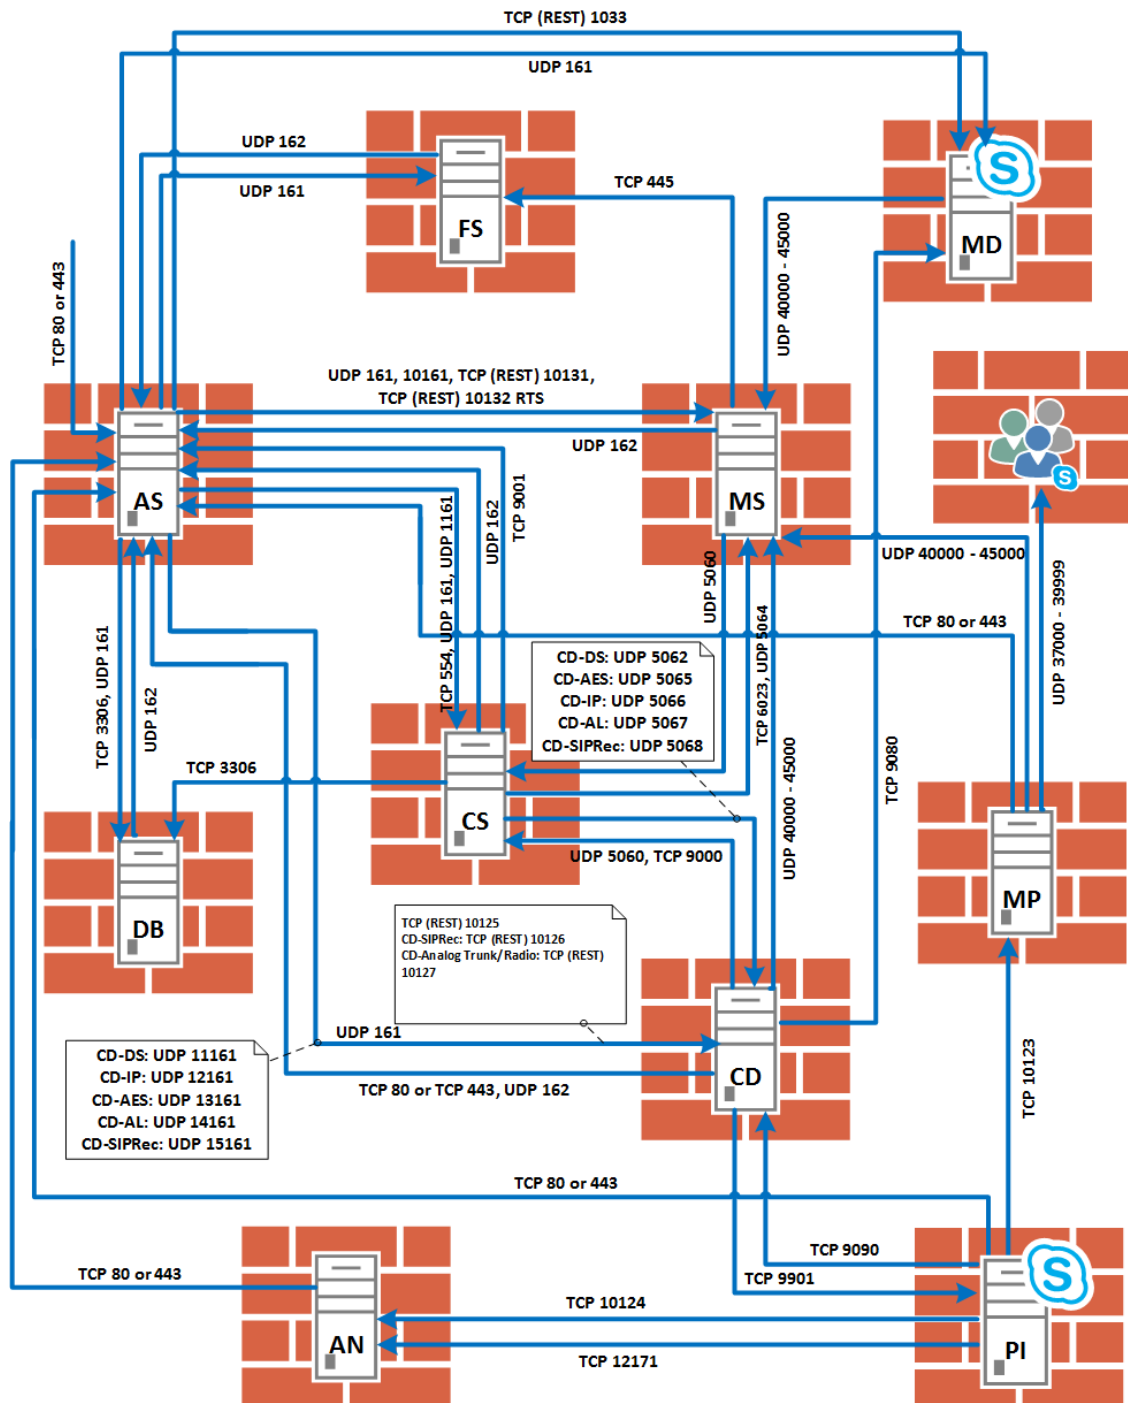 TCP (REST) 1033
UDP 161
UDP 162
UDP 161
FS
TCP 445
S
MD
UDP 40000 - 45000
TCP 80 or 443
UDP 161, 10161, TCP (REST) 10131,
TCP (REST) 10132 RTS
UDP 162
AS
MS
S
TCP 554, UDP 161, UDP 1161
UDP 162
TCP 9001
UDP 5060
UDP 40000 - 45000
TCP 80 or 443
UDP 37000 - 39999
TCP 3306, UDP 161
UDP 162
CD-DS: UDP 5062
CD-AES: UDP 5065
CD-IP: UDP 5066
CD-AL: UDP 5067
CD-SIPRec: UDP 5068
TCP 6023, UDP 5064
TCP 9080
TCP 3306
CS
UDP 5060, TCP 9000
UDP 40000 - 45000
DB
MP
TCP (REST) 10125
CD-SIPRec: TCP (REST) 10126
CD-Analog Trunk/Radio: TCP (REST)
10127
UDP 161
CD-DS: UDP 11161
CD-IP: UDP 12161
CD-AES: UDP 13161
CD-AL: UDP 14161
CD-SIPRec: UDP 15161
TCP 80 or TCP 443, UDP 162
CD
TCP 10123
TCP 80 or 443
TCP 9090
TCP 9901
TCP 80 or 443
S
TCP 10124
AN
PI
TCP 12171